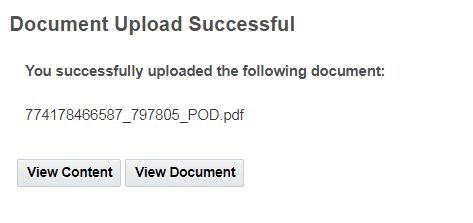 Document Upload Successful
You successfully uploaded the following document:
774178466587_797805_POD.pdf
View Content View Document